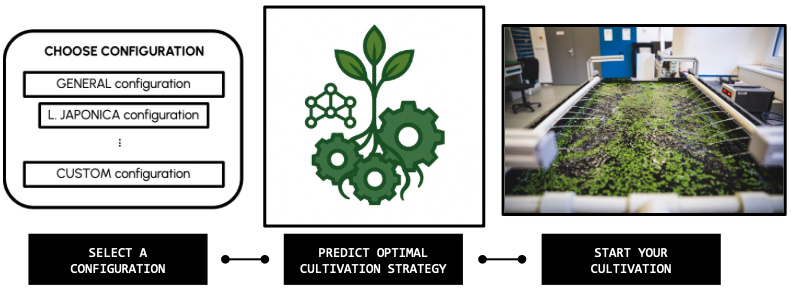 CHOOSE CONFIGURATION
GENERAL configuration
L. JAPONICA configuration
⋮
CUSTOM configuration
SELECT A
CONFIGURATION
PREDICT OPTIMAL
CULTIVATION STRATEGY
START YOUR
CULTIVATION